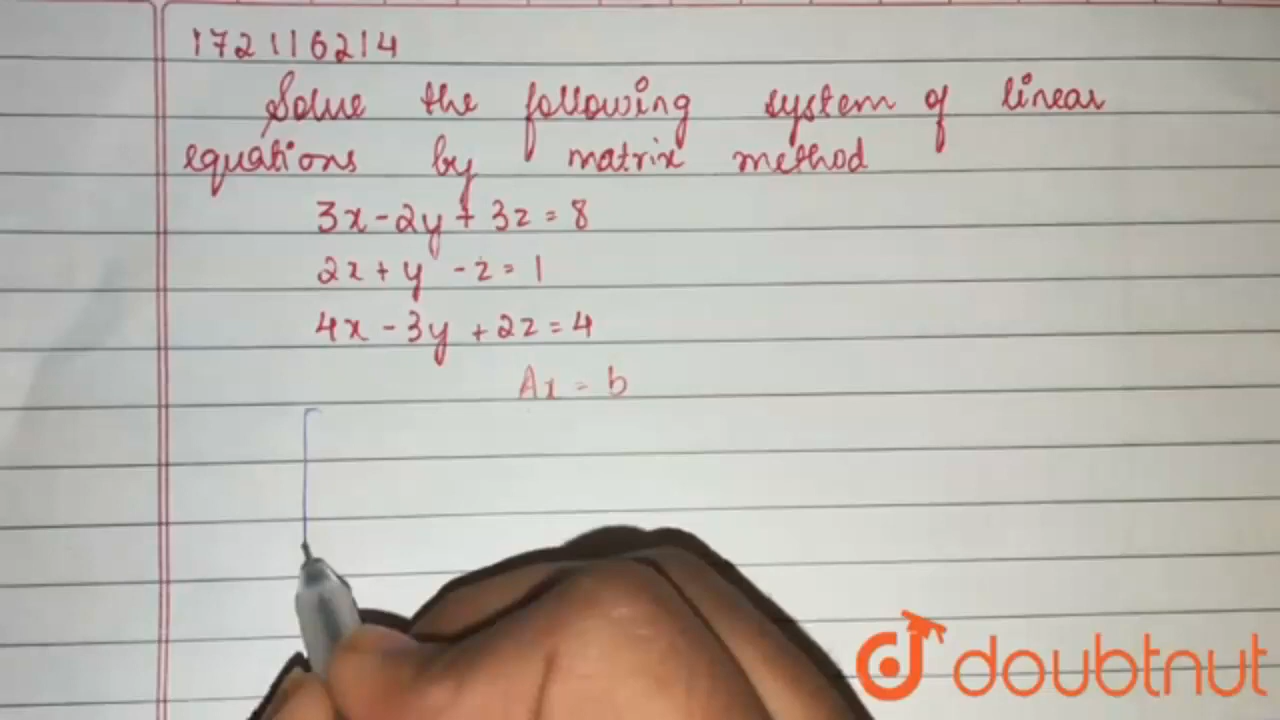 172116214
Solve the following system of linear
equations by matrix method
3x - 2y + 3z = 8
2x + y - z = 1
4x - 3y + 2z = 4
Ax = b
doubtnut